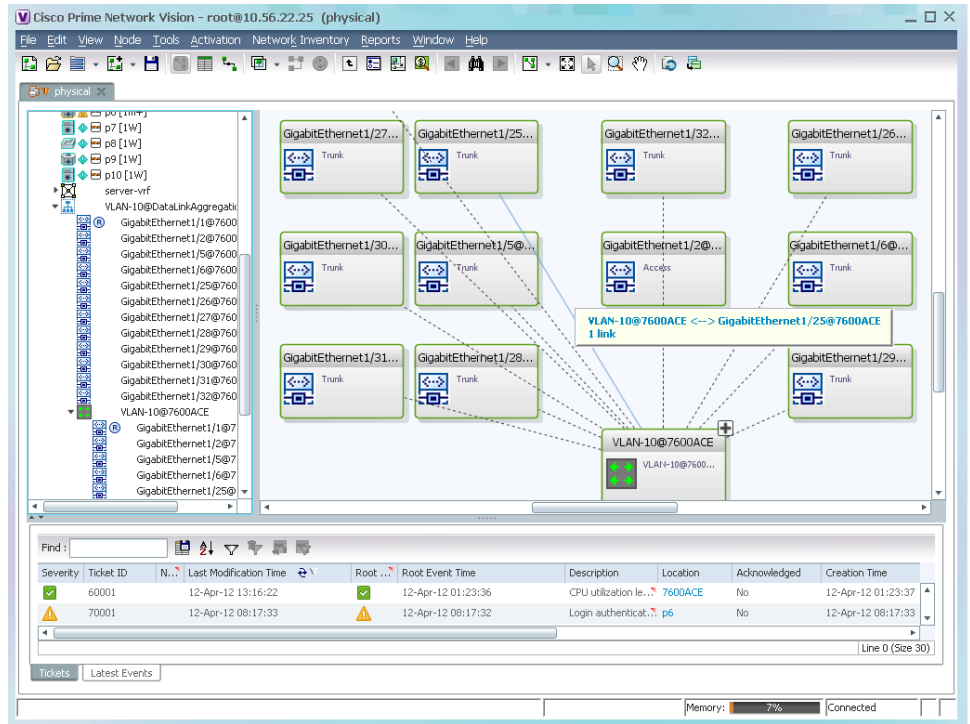 Cisco Prime Network Vision - root@10.56.22.25 (physical)
File Edit View Node Tools Activation Network Inventory Reports Window Help
physical
p7 [1W]
p8 [1W]
p9 [1W]
p10 [1W]
server-vrf
VLAN-10@DataLinkAggregatic
GigabitEthernet1/1@7600
GigabitEthernet1/2@7600
GigabitEthernet1/5@7600
GigabitEthernet1/6@7600
GigabitEthernet1/25@760
GigabitEthernet1/26@760
GigabitEthernet1/27@760
GigabitEthernet1/28@760
GigabitEthernet1/29@760
GigabitEthernet1/30@760
GigabitEthernet1/31@760
GigabitEthernet1/32@760
VLAN-10@7600ACE
GigabitEthernet1/1@7
GigabitEthernet1/2@7
GigabitEthernet1/5@7
GigabitEthernet1/6@7
GigabitEthernet1/25@
GigabitEthernet1/27... GigabitEthernet1/25... GigabitEthernet1/32... GigabitEthernet1/26...
Trunk Trunk Trunk Trunk
GigabitEthernet1/30... GigabitEthernet1/5@... GigabitEthernet1/2@... GigabitEthernet1/6@...
Trunk Trunk Access Trunk
VLAN-10@7600ACE <--> GigabitEthernet1/25@7600ACE
1 link
GigabitEthernet1/31... GigabitEthernet1/28... GigabitEthernet1/29...
Trunk Trunk Trunk
VLAN-10@7600ACE
VLAN-10@7600...
Find :
Severity Ticket ID N... Last Modification Time Root ... Root Event Time Description Location Acknowledged Creation Time
60001 12-Apr-12 13:16:22 12-Apr-12 01:23:36 CPU utilization le... 7600ACE No 12-Apr-12 01:23:37
70001 12-Apr-12 08:17:33 12-Apr-12 08:17:32 Login authenticat... p6 No 12-Apr-12 08:17:33
Line 0 (Size 30)
Tickets Latest Events
Memory: 7% Connected